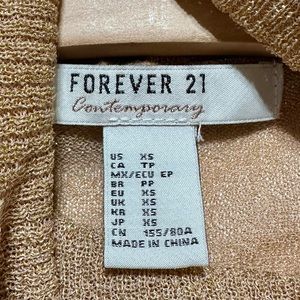 FOREVER 21
Contemporary
US XS
CA TP
MX/ECU EP
BR PP
EU XS
UK XS
KR XS
JP XS
CN 155/80A
MADE IN CHINA